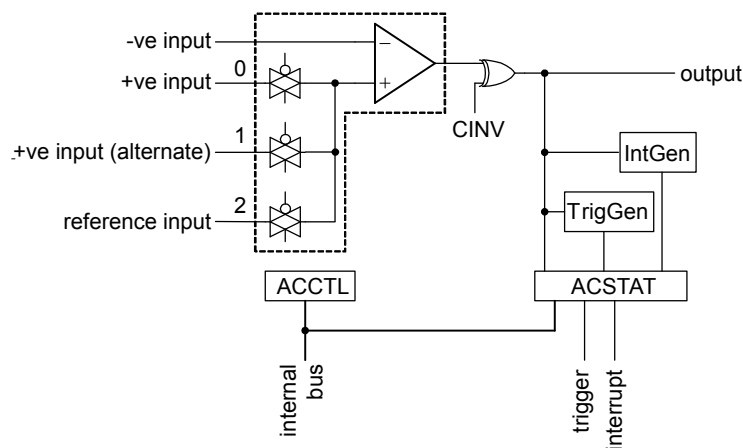 -ve input
+ve input
0
+ve input (alternate)
1
reference input
2
−
+
CINV
output
IntGen
TrigGen
ACCTL
ACSTAT
internal
bus
trigger
interrupt